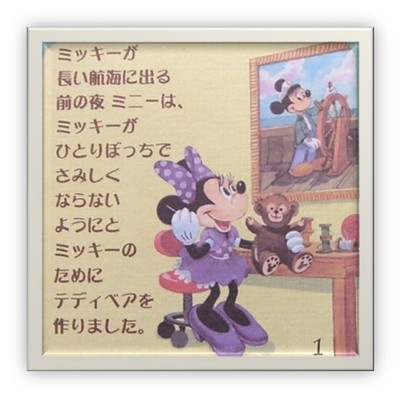 ミッキーが
長い航海に出る
前の夜 ミニーは、
ミッキーが
ひとりぼっちで
さみしく
ならない
ようにと
ミッキーの
ために
テディベアを
作りました。
1